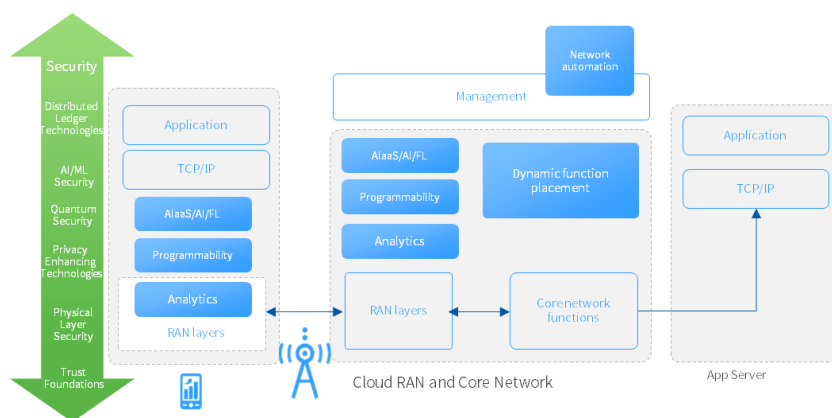 Security
Distributed
Ledger
Technologies
AI/ML
Security
Quantum
Security
Privacy
Enhancing
Technologies
Physical
Layer
Security
Trust
Foundations
Application
TCP/IP
AIaaS/AI/FL
Programmability
Analytics
RAN layers
Network
automation
Management
AIaaS/AI/FL
Programmability
Analytics
Dynamic function
placement
RAN layers
Corenetwork
functions
Cloud RAN and Core Network
Application
TCP/IP
App Server